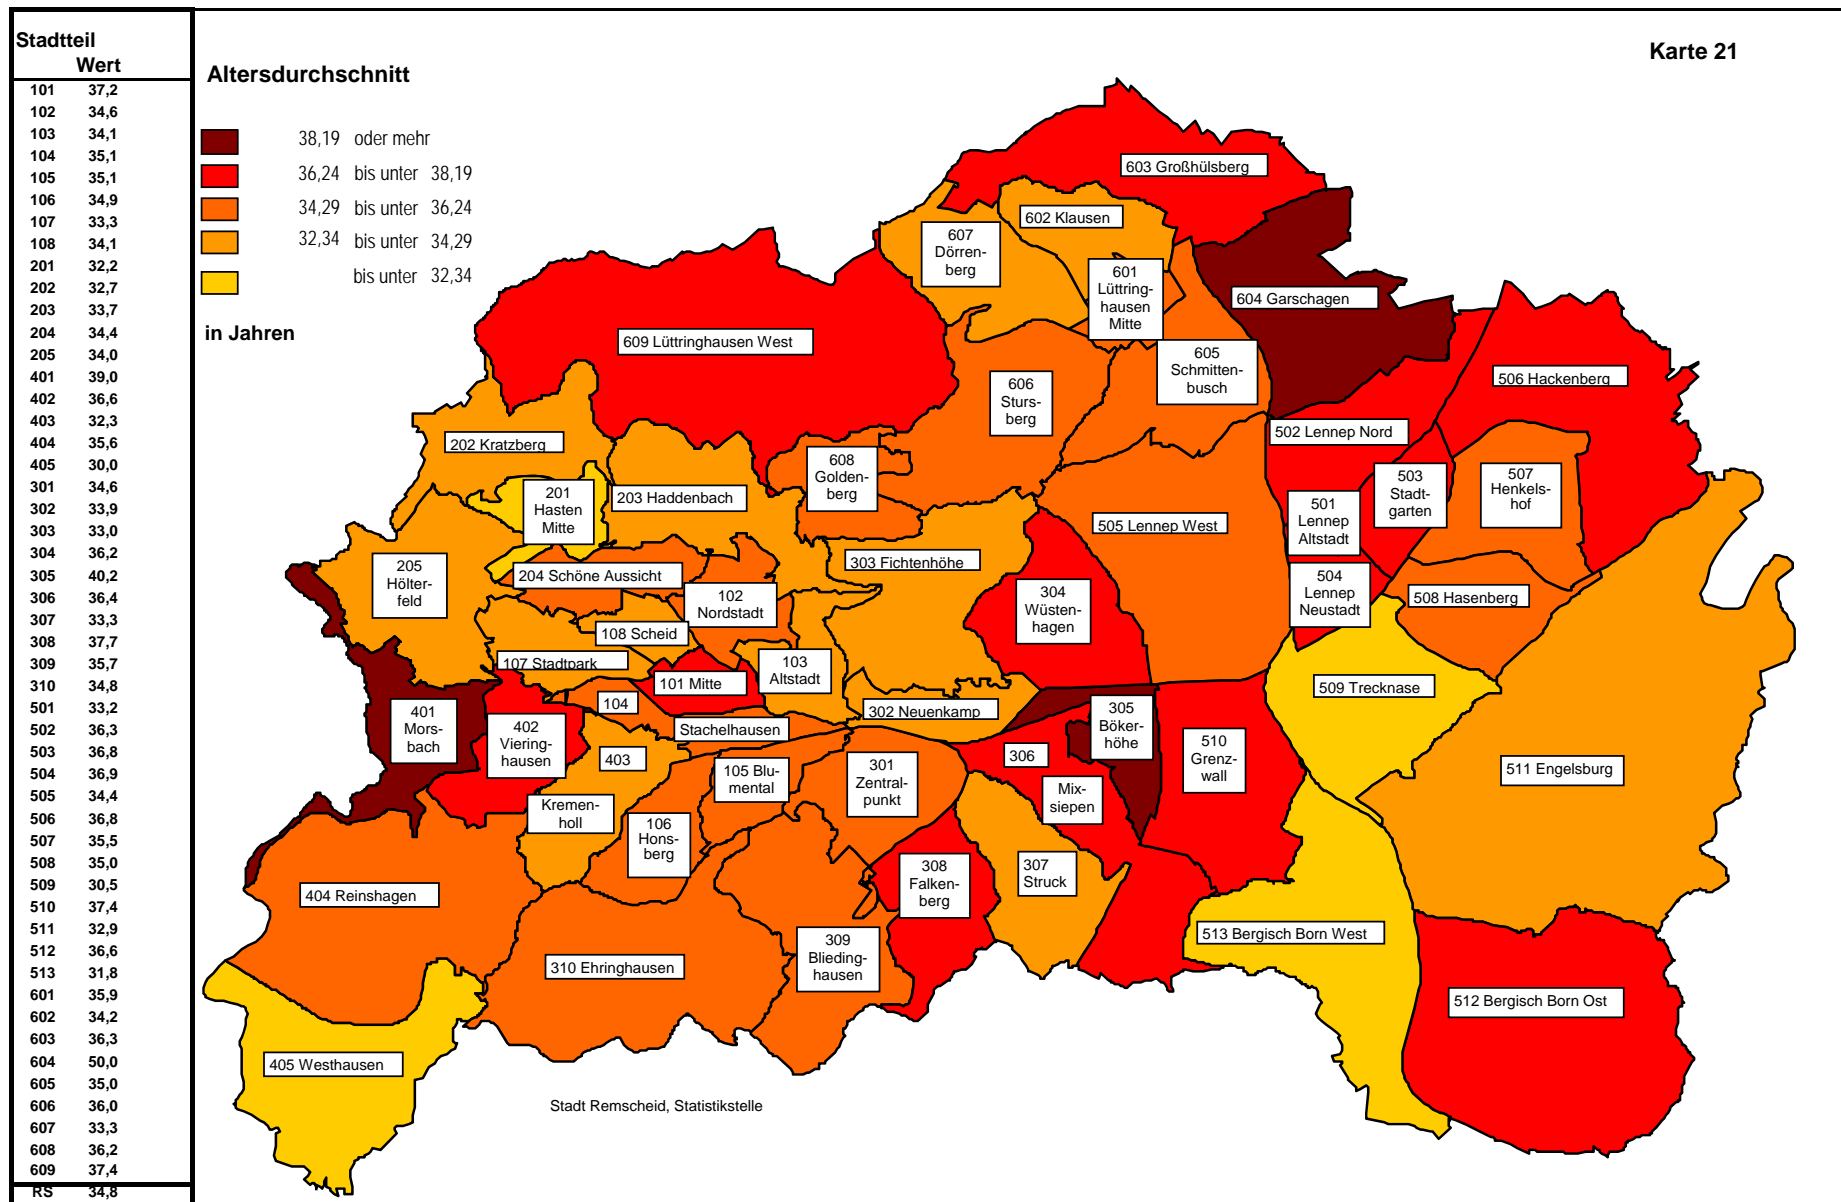 Stadtteil
Wert
101 37,2
102 34,6
103 34,1
104 35,1
105 35,1
106 34,9
107 33,3
108 34,1
201 32,2
202 32,7
203 33,7
204 34,4
205 34,0
401 39,0
402 36,6
403 32,3
404 35,6
405 30,0
301 34,6
302 33,9
303 33,0
304 36,2
305 40,2
306 36,4
307 33,3
308 37,7
309 35,7
310 34,8
501 33,2
502 36,3
503 36,8
504 36,9
505 34,4
506 36,8
507 35,5
508 35,0
509 30,5
510 37,4
511 32,9
512 36,6
513 31,8
601 35,9
602 34,2
603 36,3
604 50,0
605 35,0
606 36,0
607 33,3
608 36,2
609 37,4
RS 34,8
Karte 21
Altersdurchschnitt
38,19 oder mehr
36,24 bis unter 38,19
34,29 bis unter 36,24
32,34 bis unter 34,29
bis unter 32,34
in Jahren
603 Großhülsberg
602 Klausen
607
Dörren-
berg
601
Lüttring-
hausen
Mitte
604 Garschagen
609 Lüttringhausen West
605
Schmitten-
busch
606
Sturs-
berg
506 Hackenberg
502 Lennep Nord
202 Kratzberg
608
Golden-
berg
503
Stadt-
garten
507
Henkels-
hof
201
Hasten
Mitte
203 Haddenbach
505 Lennep West
501
Lennep
Altstadt
303 Fichtenhöhe
205
Hölter-
feld
204 Schöne Aussicht
102
Nordstadt
304
Wüsten-
hagen
504
Lennep
Neustadt
508 Hasenberg
108 Scheid
107 Stadtpark
103
Altstadt
101 Mitte
509 Trecknase
104
302 Neuenkamp
401
Mors-
bach
402
Viering-
hausen
Stachelhausen
305
Böker-
höhe
403
306
510
Grenz-
wall
301
Zentral-
punkt
105 Blu-
mental
511 Engelsburg
Mix-
siepen
Kremen-
holl
106
Hons-
berg
308
Falken-
berg
307
Struck
404 Reinshagen
513 Bergisch Born West
309
Blieding-
hausen
310 Ehringhausen
512 Bergisch Born Ost
405 Westhausen
Stadt Remscheid, Statistikstelle